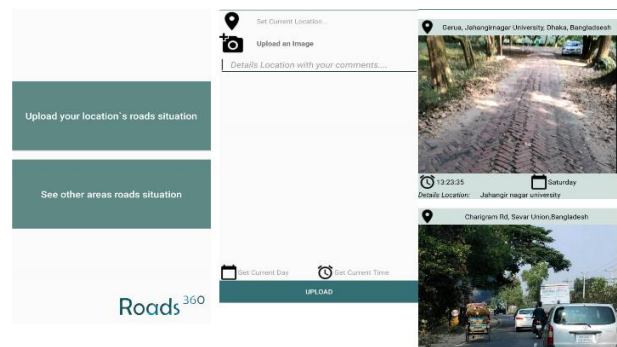 Upload your location`s roads situation
See other areas roads situation
Roads 360
Set Current Location...
Upload an Image
Details Location with your comments....
Get Current Day
Get Current Time
UPLOAD
Gerua, Jahangirnagar University, Dhaka, Bangladsesh
13:23:35
Saturday
Details Location: Jahangir nagar university
Charigram Rd, Savar Union,Bangladesh